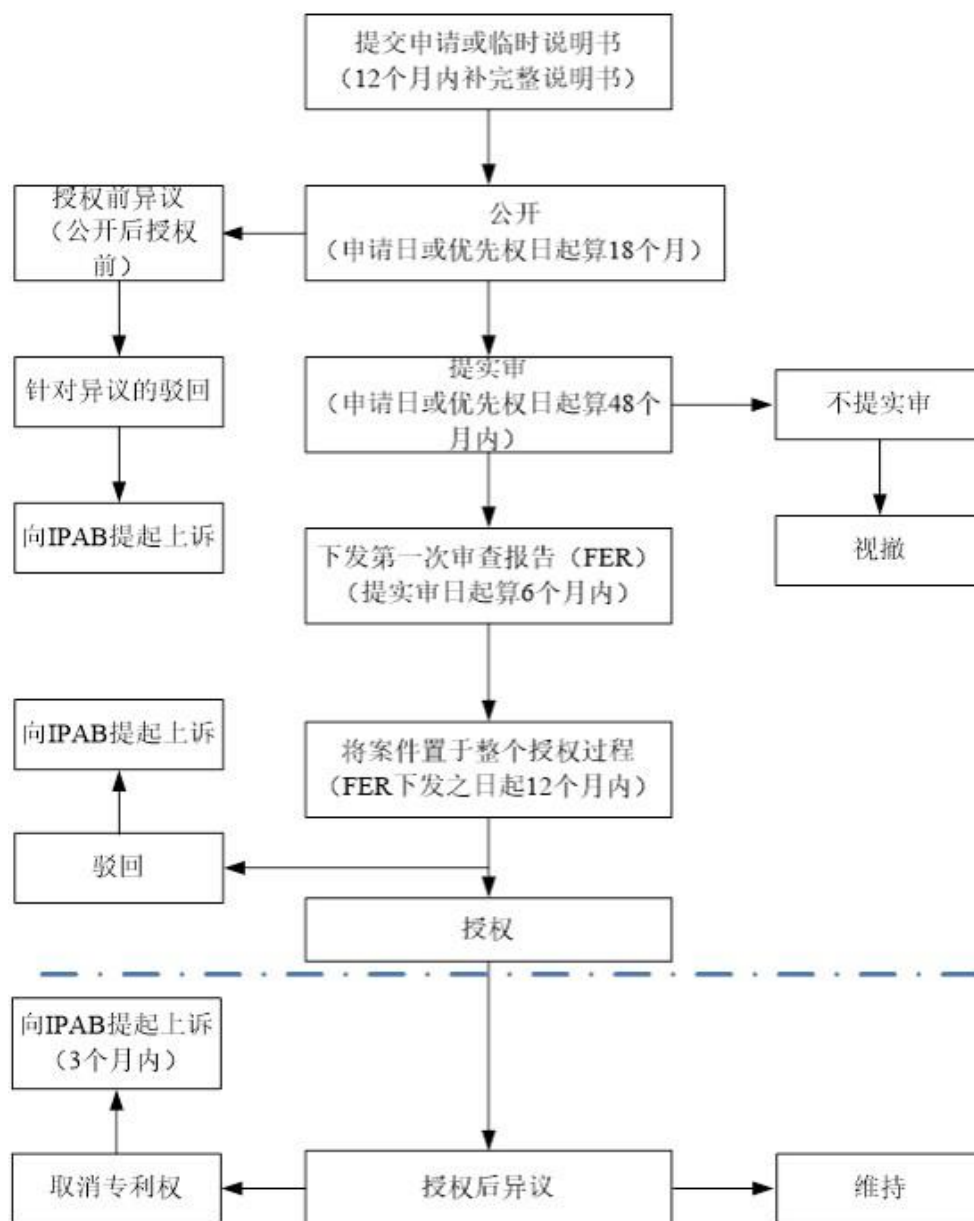 提交申请或临时说明书
（12个月内补完整说明书）
授权前异议
（公开后授权
前）
公开
（申请日或优先权日起算18个月）
针对异议的驳回
提实审
（申请日或优先权日起算48个
月内）
不提实审
向IPAB提起上诉
下发第一次审查报告（FER）
（提实审日起算6个月内）
视撤
向IPAB提起上诉
将案件置于整个授权过程
（FER下发之日起12个月内）
驳回
授权
向IPAB提起上诉
（3个月内）
取消专利权
授权后异议
维持